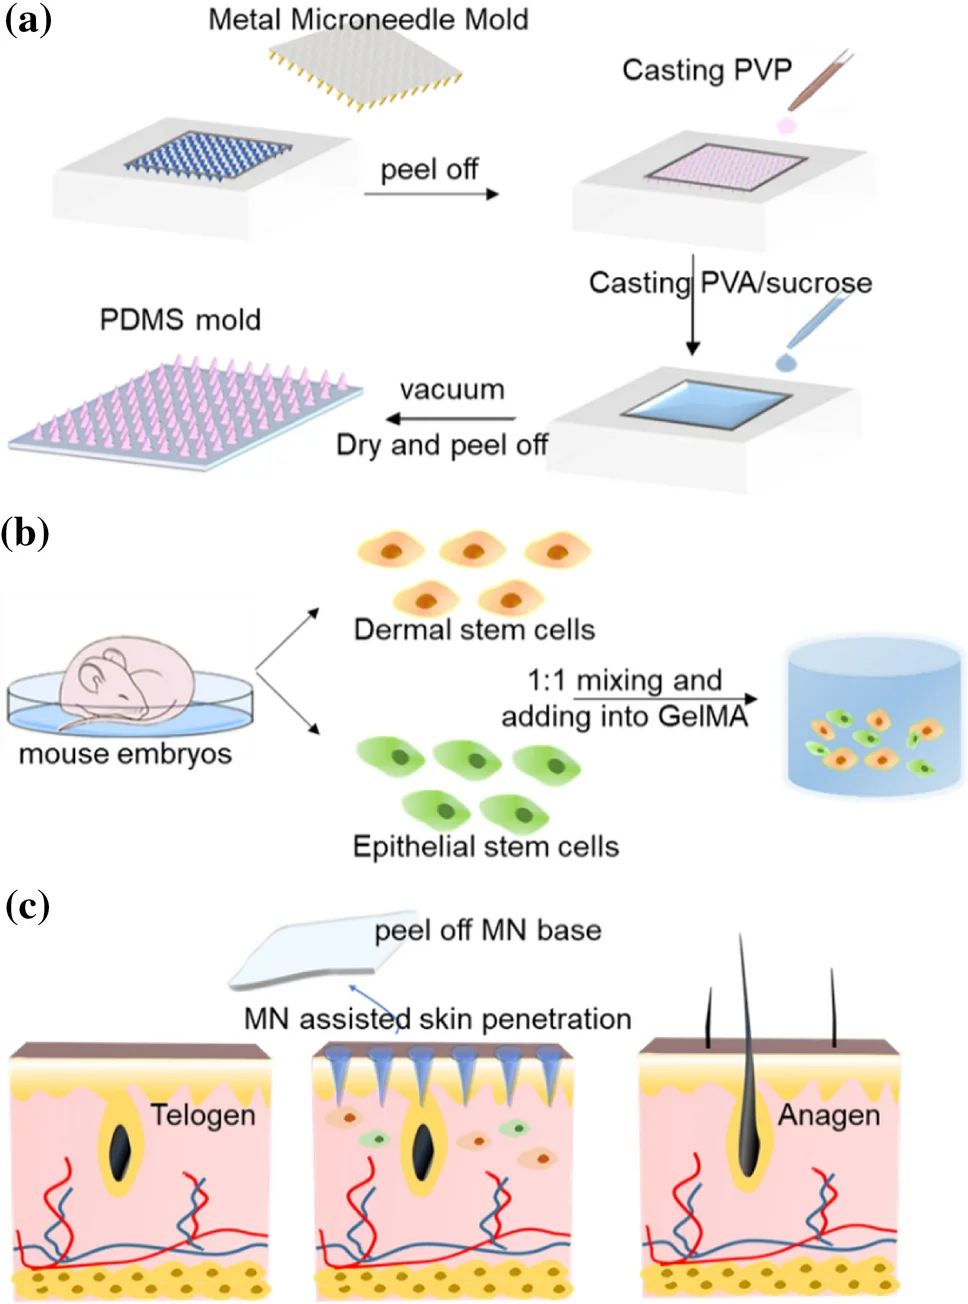 (a)
Metal Microneedle Mold
Casting PVP
peel off
Casting PVA/sucrose
PDMS mold
vacuum
Dry and peel off
(b)
Dermal stem cells
1:1 mixing and
adding into GelMA
mouse embryos
Epithelial stem cells
(c)
peel off MN base
MN assisted skin penetration
Telogen
Anagen